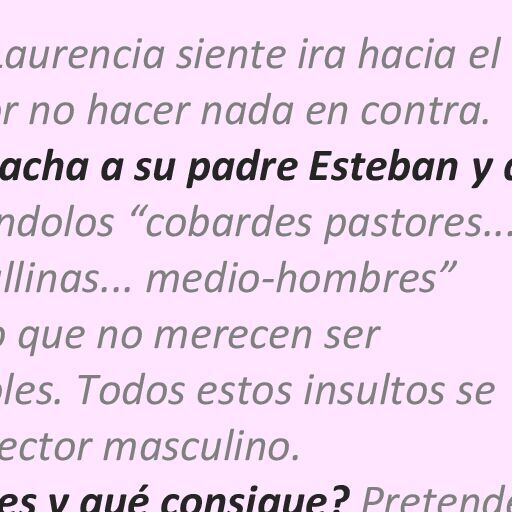 Laurencia siente ira hacia el
or no hacer nada en contra.
acha a su padre Esteban y
ndolos “cobardes pastores...
llinas... medio-hombres”
o que no merecen ser
les. Todos estos insultos se
ector masculino.
es y qué consigue? Pretende